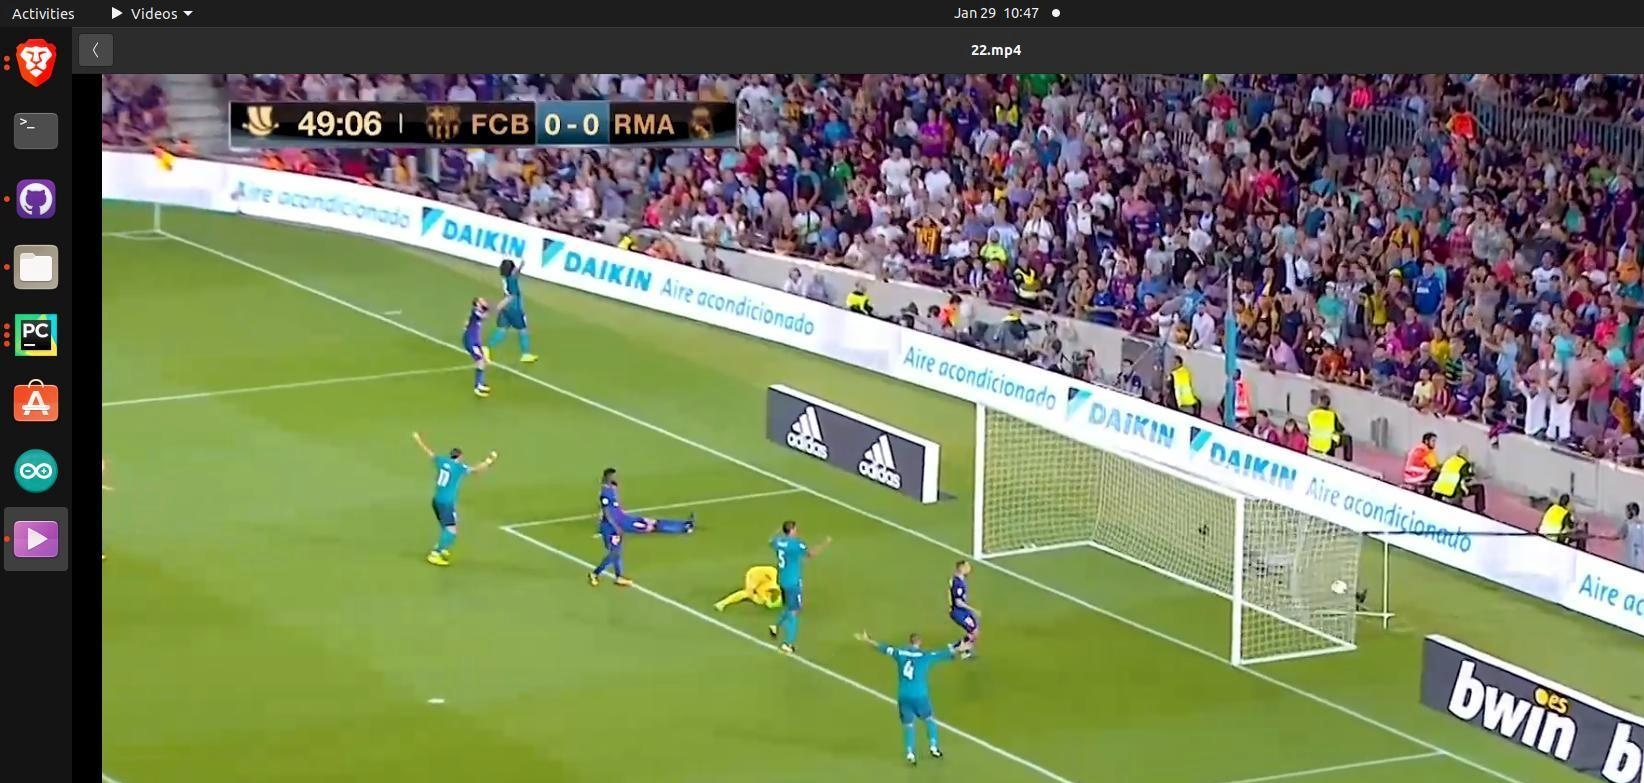 Activities Videos Jan 29 10:47
22.mp4
49:06 FCB 0-0 RMA
Aire acondicionado DAIKIN DAIKIN Aire acondicionado
Aire acondicionado DAIKIN DAIKIN Aire acondicionado
Aire ac
>_
PC
adidas adidas
11
5
4
bwin
es
b